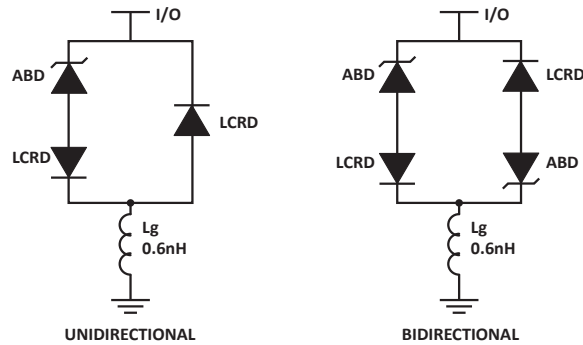 I/O
ABD
LCRD
LCRD
Lg
0.6nH
UNIDIRECTIONAL
I/O
ABD
LCRD
LCRD
ABD
Lg
0.6nH
BIDIRECTIONAL